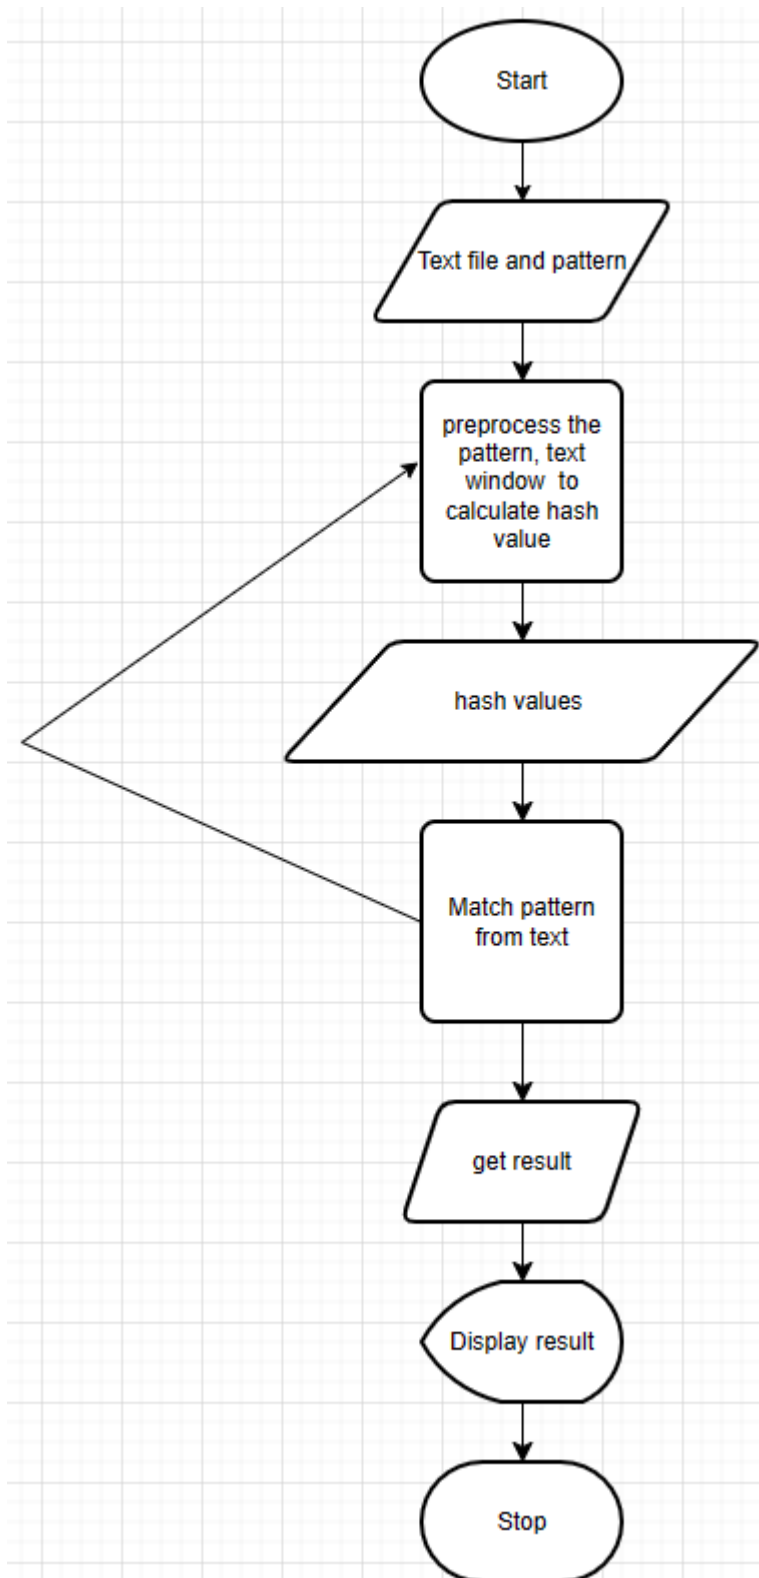 Start
Text file and pattern
preprocess the
pattern, text
window to
calculate hash
value
hash values
Match pattern
from text
get result
Display result
Stop